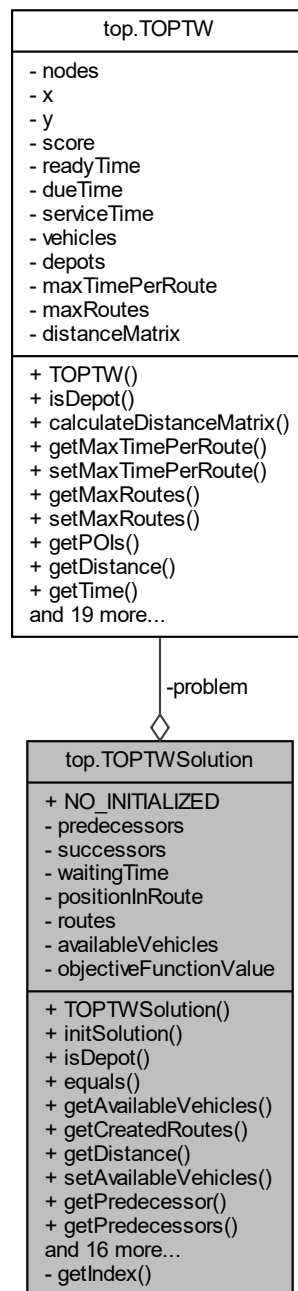 top.TOPTW
- nodes
- x
- y
- score
- readyTime
- dueTime
- serviceTime
- vehicles
- depots
- maxTimePerRoute
- maxRoutes
- distanceMatrix
+ TOPTW()
+ isDepot()
+ calculateDistanceMatrix()
+ getMaxTimePerRoute()
+ setMaxTimePerRoute()
+ getMaxRoutes()
+ setMaxRoutes()
+ getPOIs()
+ getDistance()
+ getTime()
and 19 more...
-problem
top.TOPTWSolution
+ NO_INITIALIZED
- predecessors
- successors
- waitingTime
- positionInRoute
- routes
- availableVehicles
- objectiveFunctionValue
+ TOPTWSolution()
+ initSolution()
+ isDepot()
+ equals()
+ getAvailableVehicles()
+ getCreatedRoutes()
+ getDistance()
+ setAvailableVehicles()
+ getPredecessor()
+ getPredecessors()
and 16 more...
- getIndex()